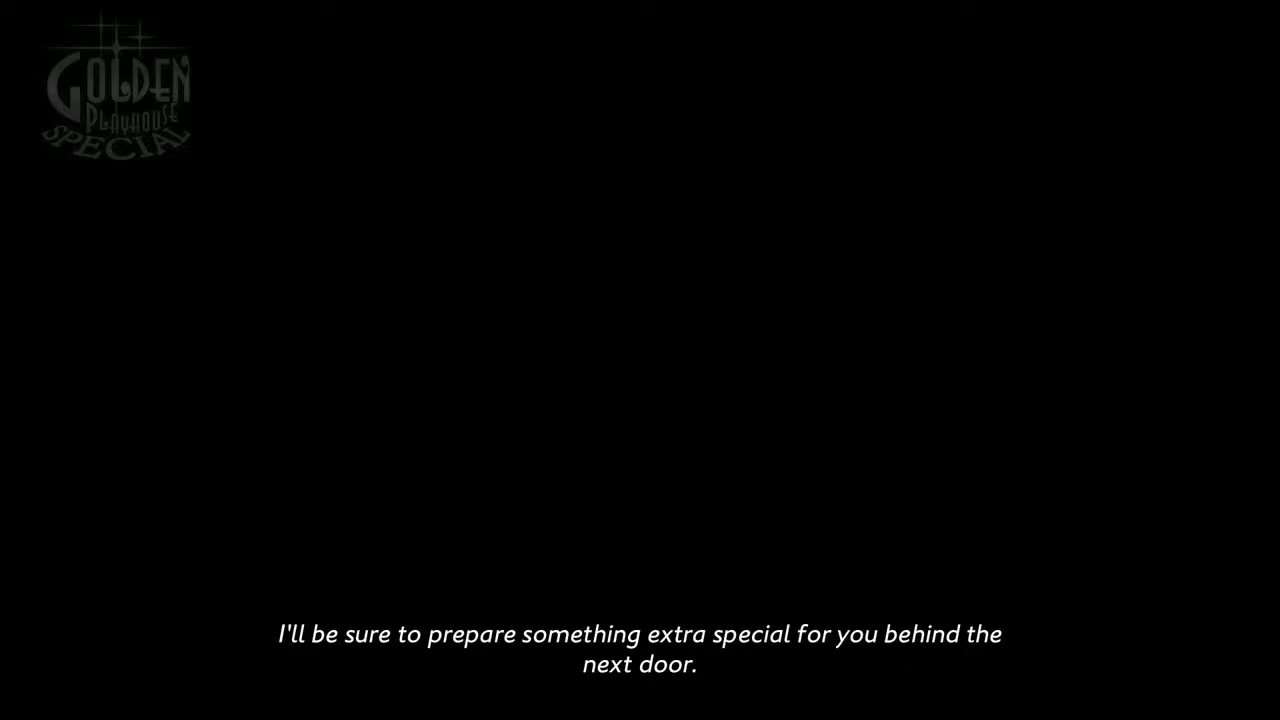 GOLDEN
PLAYHOUSE
SPECIAL
I'll be sure to prepare something extra special for you behind the
next door.